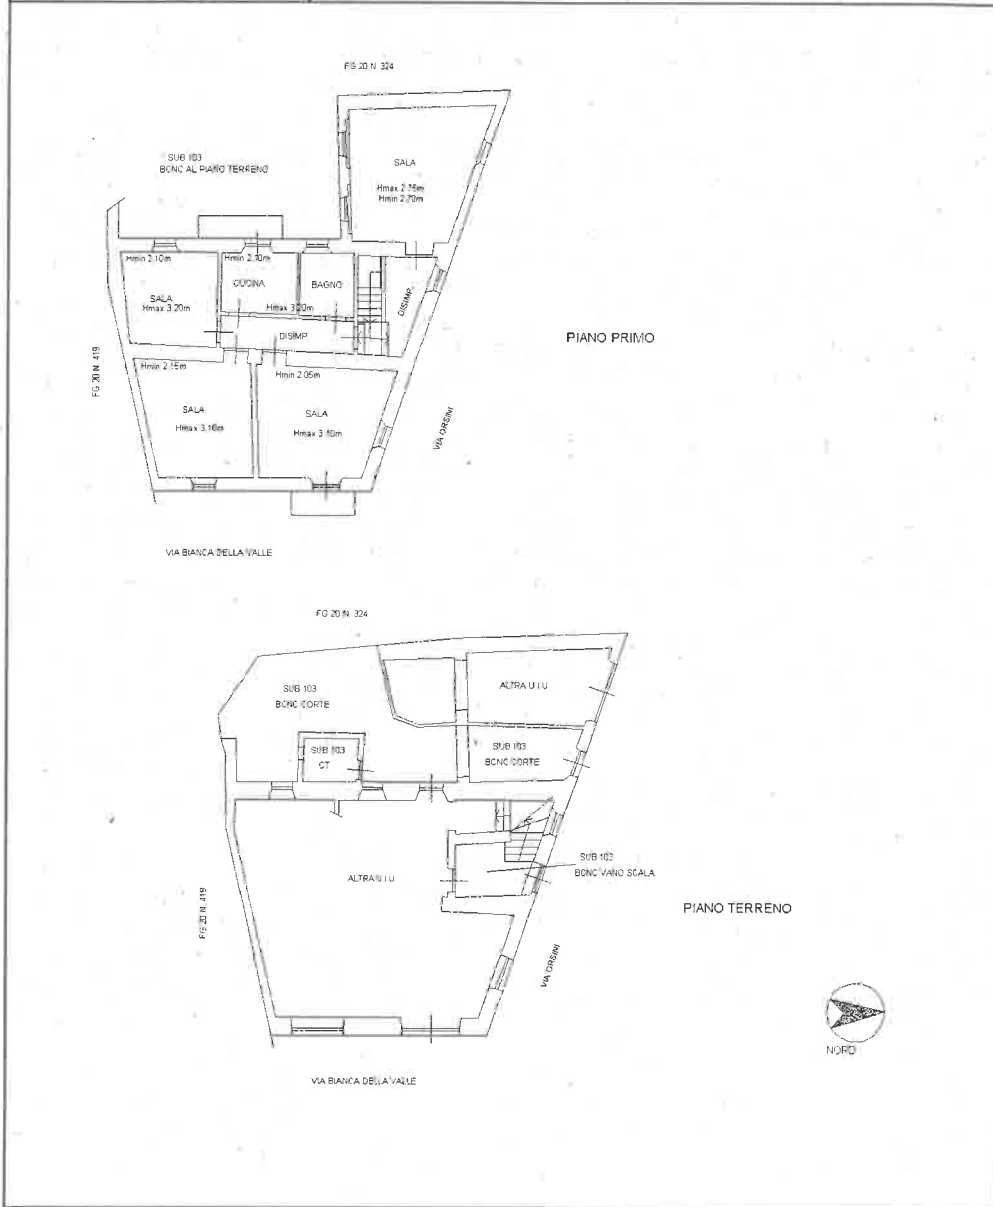 FG 20 N. 324
SUB 103
BCNC AL PIANO TERRENO
SALA
Hmax 2.75m
Hmin 2.70m
Hmin 2.10m
SALA
Hmax 3.20m
Hmin 2.10m
CUCINA
Hmax 3.20m
BAGNO
DISIMP.
DISIMP.
PIANO PRIMO
FG 20 N. 419
Hmin 2.15m
SALA
Hmax 3.10m
Hmin 2.05m
SALA
Hmax 3.10m
VIA ORSINI
VIA BIANCA DELLA VALLE
FG 20 N. 324
SUB 103
BCNC CORTE
ALTRA U.I.U
SUB 103
CT
SUB 103
BCNC CORTE
ALTRA U.I.U
SUB 103
BCNC VANO SCALA
FG 20 N. 419
PIANO TERRENO
VIA ORSINI
NORD
VIA BIANCA DELLA VALLE